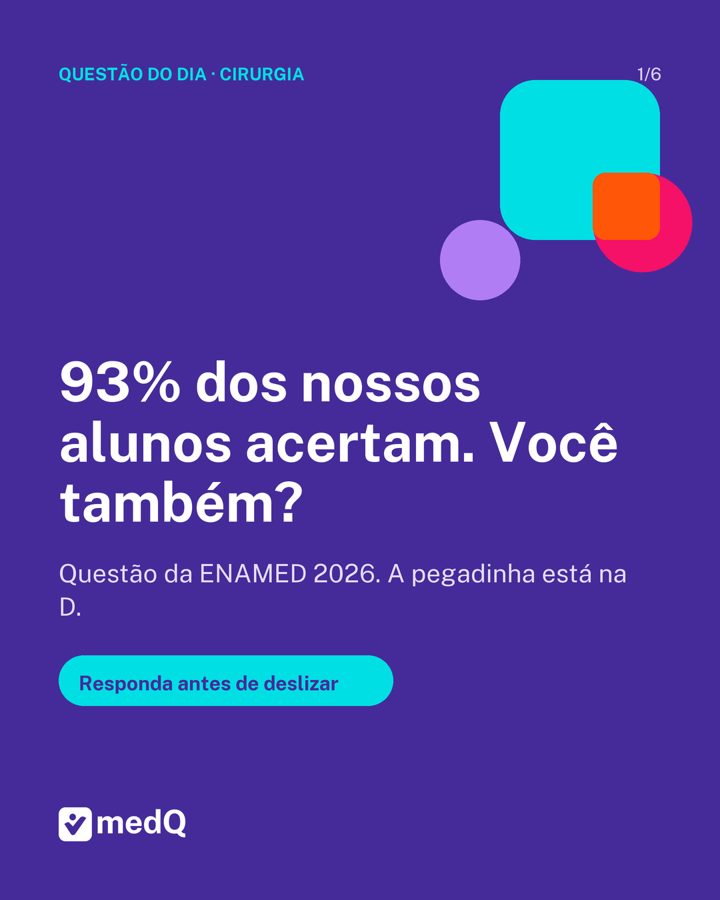 QUESTÃO DO DIA · CIRURGIA
1/6
93% dos nossos
alunos acertam. Você
também?
Questão da ENAMED 2026. A pegadinha está na
D.
Responda antes de deslizar
medQ